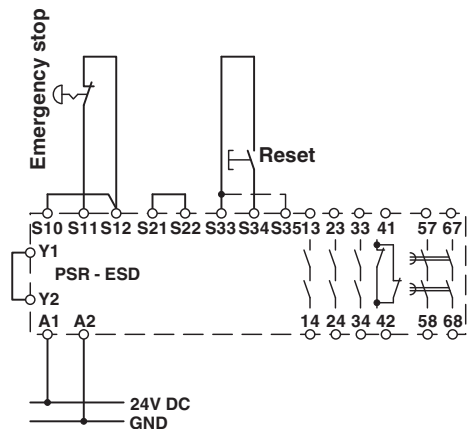 Emergency stop
Reset
S10 S11 S12 S21 S22 S33 S34 S35 13 23 33 41 57 67
Y1
PSR - ESD
Y2
A1 A2 14 24 34 42 58 68
24V DC
GND